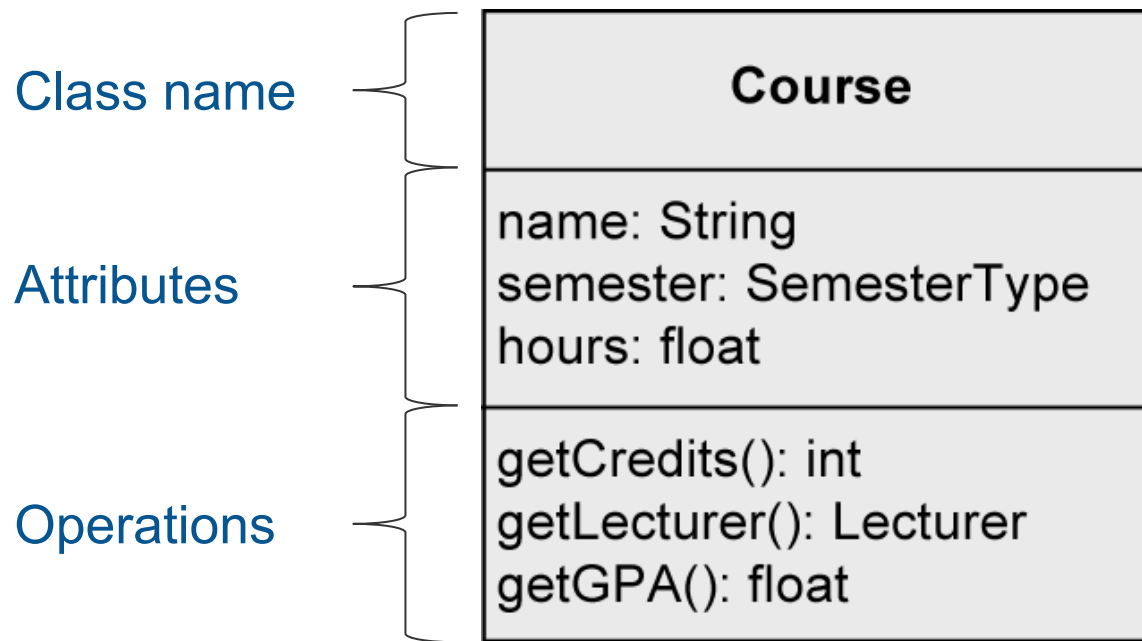 Class name
Course
Attributes
name: String
semester: SemesterType
hours: float
Operations
getCredits(): int
getLecturer(): Lecturer
getGPA(): float